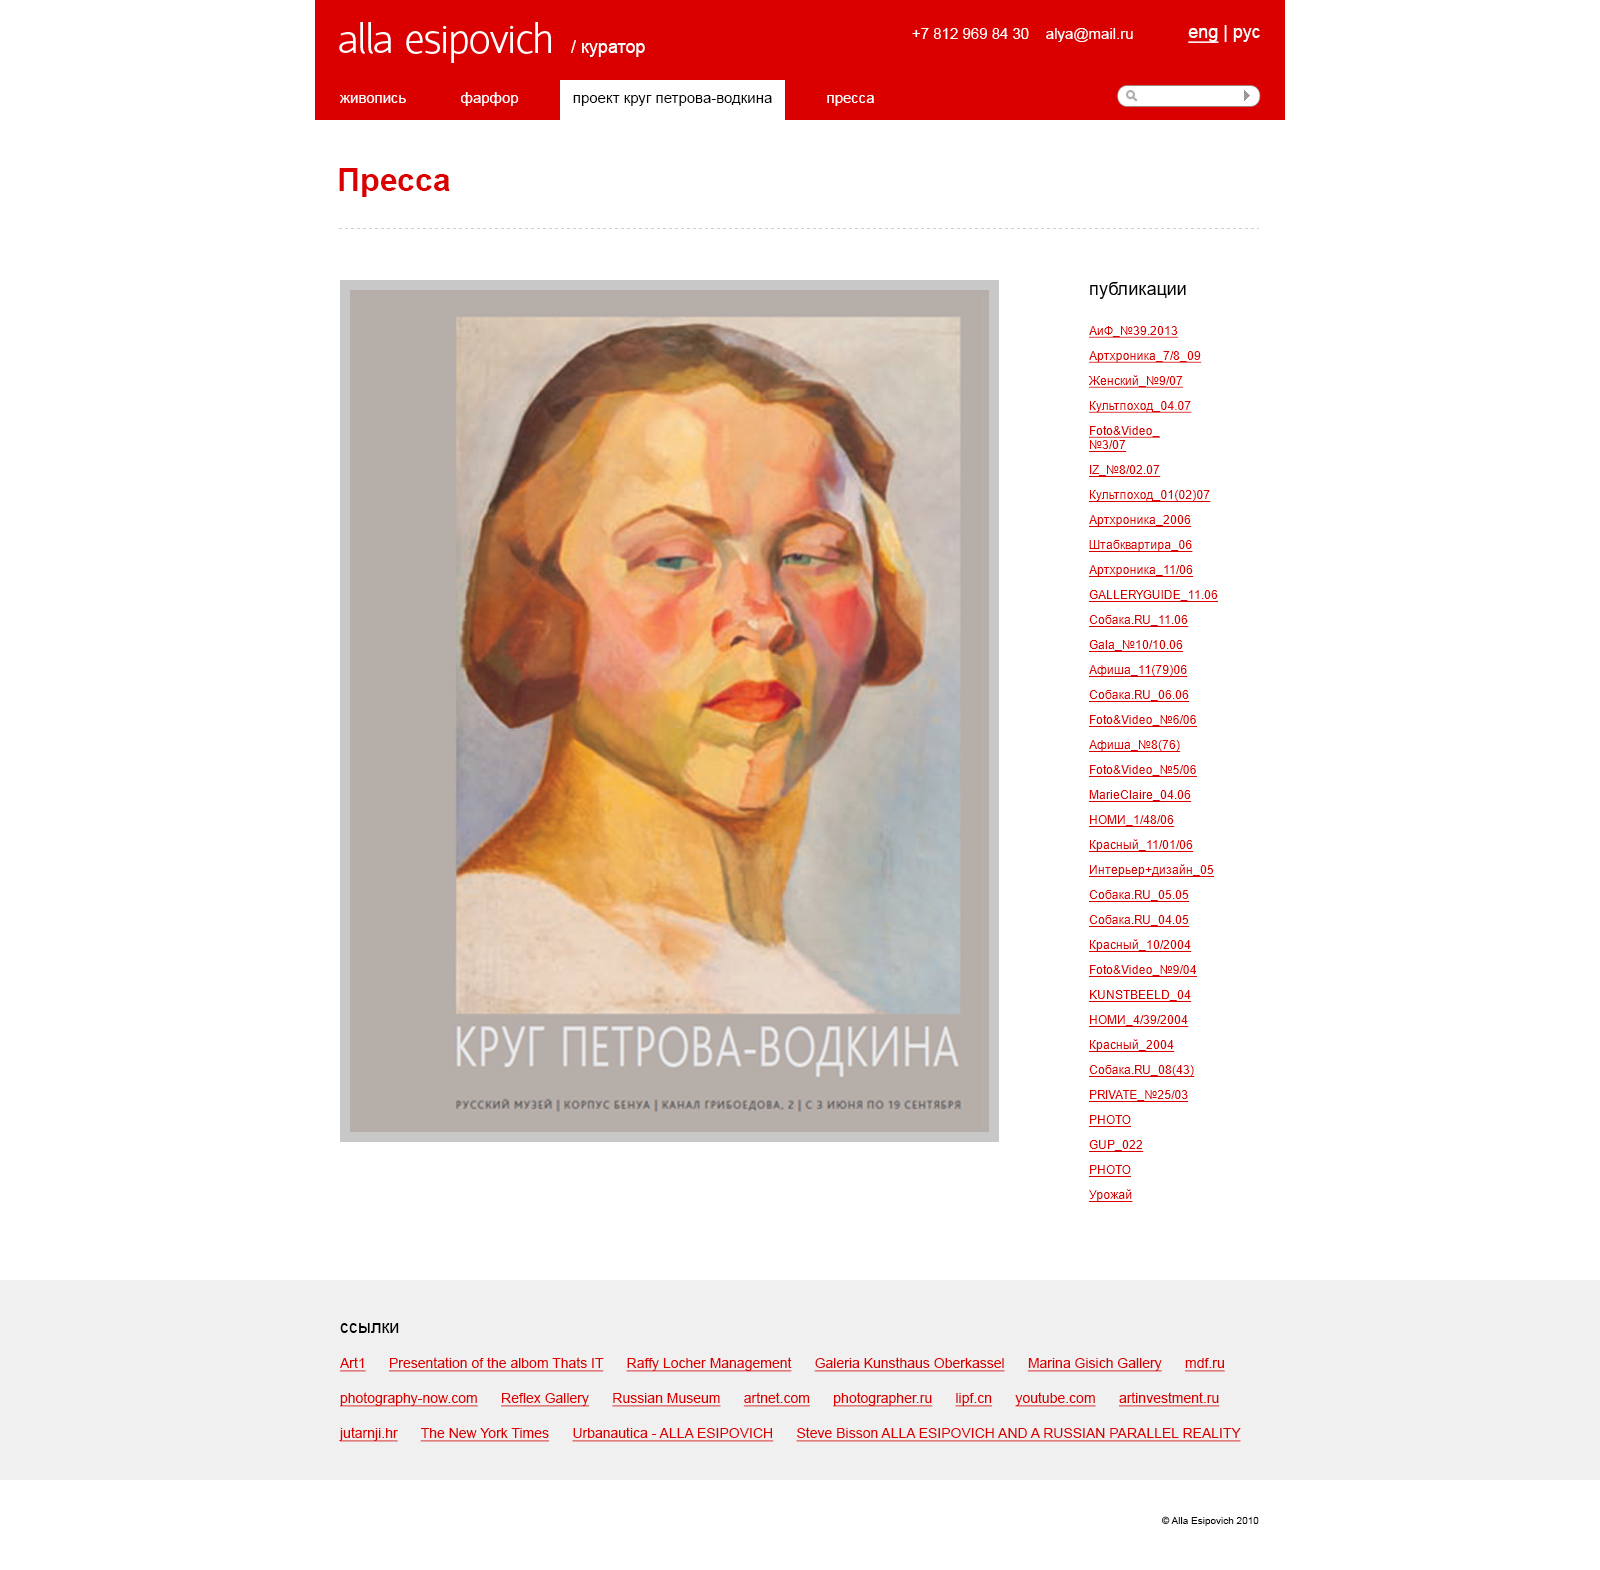 alla esipovich / куратор
+7 812 969 84 30 alya@mail.ru
eng | рус
живопись фарфор проект круг петрова-водкина пресса
Пресса
КРУГ ПЕТРОВА-ВОДКИНА
РУССКИЙ МУЗЕЙ | КОРПУС БЕНУА | КАНАЛ ГРИБОЕДОВА, 2 | С 3 ИЮНЯ ПО 19 СЕНТЯБРЯ
публикации
АиФ_№39.2013
Артхроника_7/8_09
Женский_№9/07
Культпоход_04.07
Foto&Video_
№3/07
IZ_№8/02.07
Культпоход_01(02)07
Артхроника_2006
Штабквартира_06
Артхроника_11/06
GALLERYGUIDE_11.06
Собака.RU_11.06
Gala_№10/10.06
Афиша_11(79)06
Собака.RU_06.06
Foto&Video_№6/06
Афиша_№8(76)
Foto&Video_№5/06
MarieClaire_04.06
НОМИ_1/48/06
Красный_11/01/06
Интерьер+дизайн_05
Собака.RU_05.05
Собака.RU_04.05
Красный_10/2004
Foto&Video_№9/04
KUNSTBEELD_04
НОМИ_4/39/2004
Красный_2004
Собака.RU_08(43)
PRIVATE_№25/03
PHOTO
GUP_022
PHOTO
Урожай
ссылки
Art1 Presentation of the albom Thats IT Raffy Locher Management Galeria Kunsthaus Oberkassel Marina Gisich Gallery mdf.ru
photography-now.com Reflex Gallery Russian Museum artnet.com photographer.ru lipf.cn youtube.com artinvestment.ru
jutarnji.hr The New York Times Urbanautica - ALLA ESIPOVICH Steve Bisson ALLA ESIPOVICH AND A RUSSIAN PARALLEL REALITY
© Alla Esipovich 2010